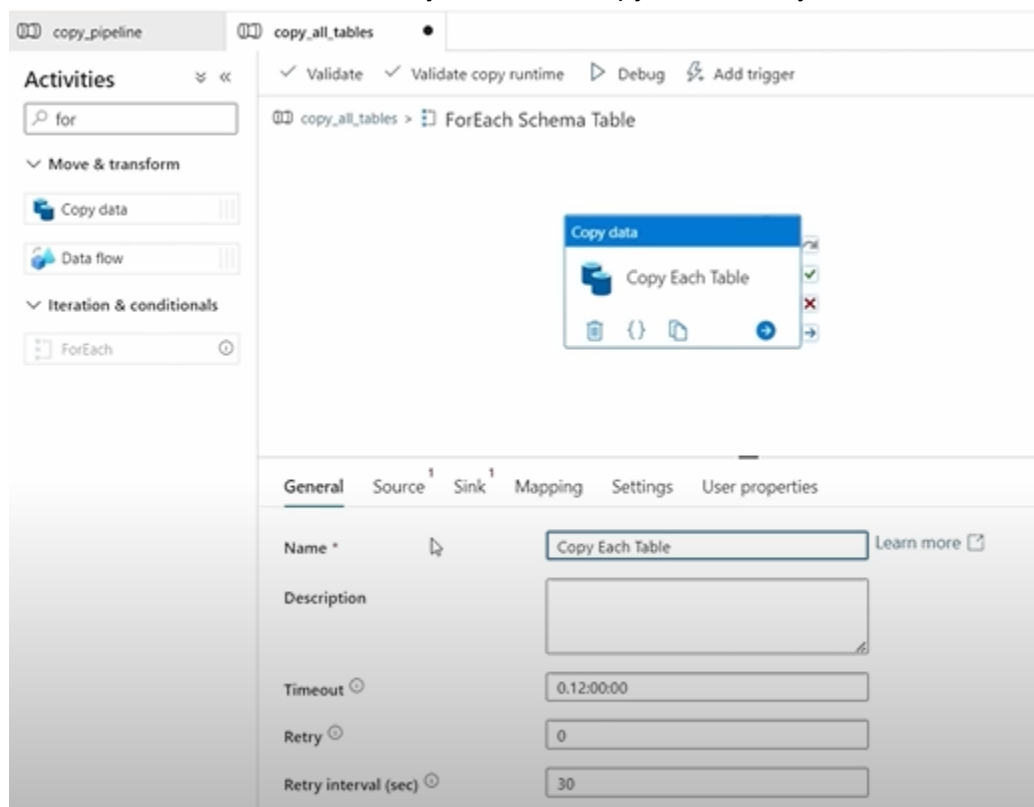 copy_pipeline
copy_all_tables
Activities
for
Move & transform
Copy data
Data flow
Iteration & conditionals
ForEach
Validate
Validate copy runtime
Debug
Add trigger
copy_all_tables > ForEach Schema Table
Copy data
Copy Each Table
{}
General
Source 1
Sink 1
Mapping
Settings
User properties
Name *
Copy Each Table
Learn more
Description
Timeout
0.12:00:00
Retry
0
Retry interval (sec)
30